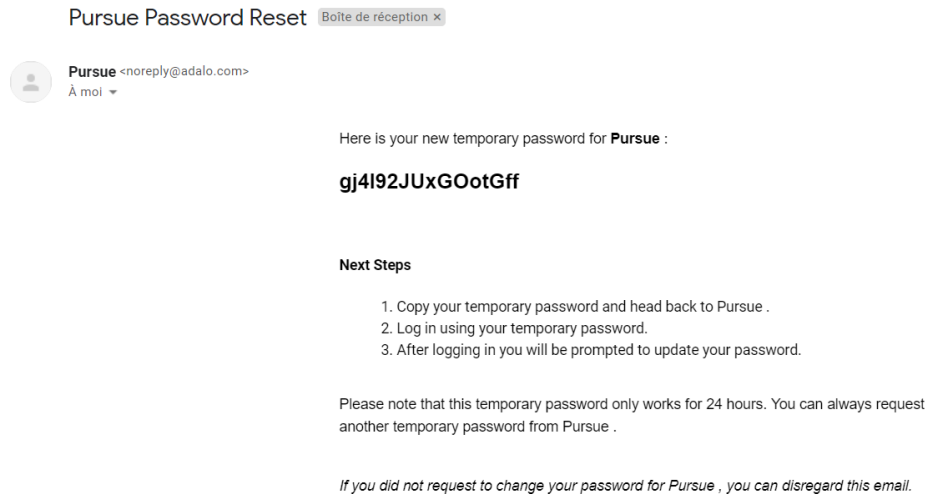 Pursue Password Reset Boîte de réception ×
Pursue <noreply@adalo.com>
À moi
Here is your new temporary password for Pursue :
gj4I92JUxGOotGff
Next Steps
1. Copy your temporary password and head back to Pursue .
2. Log in using your temporary password.
3. After logging in you will be prompted to update your password.
Please note that this temporary password only works for 24 hours. You can always request
another temporary password from Pursue .
If you did not request to change your password for Pursue , you can disregard this email.